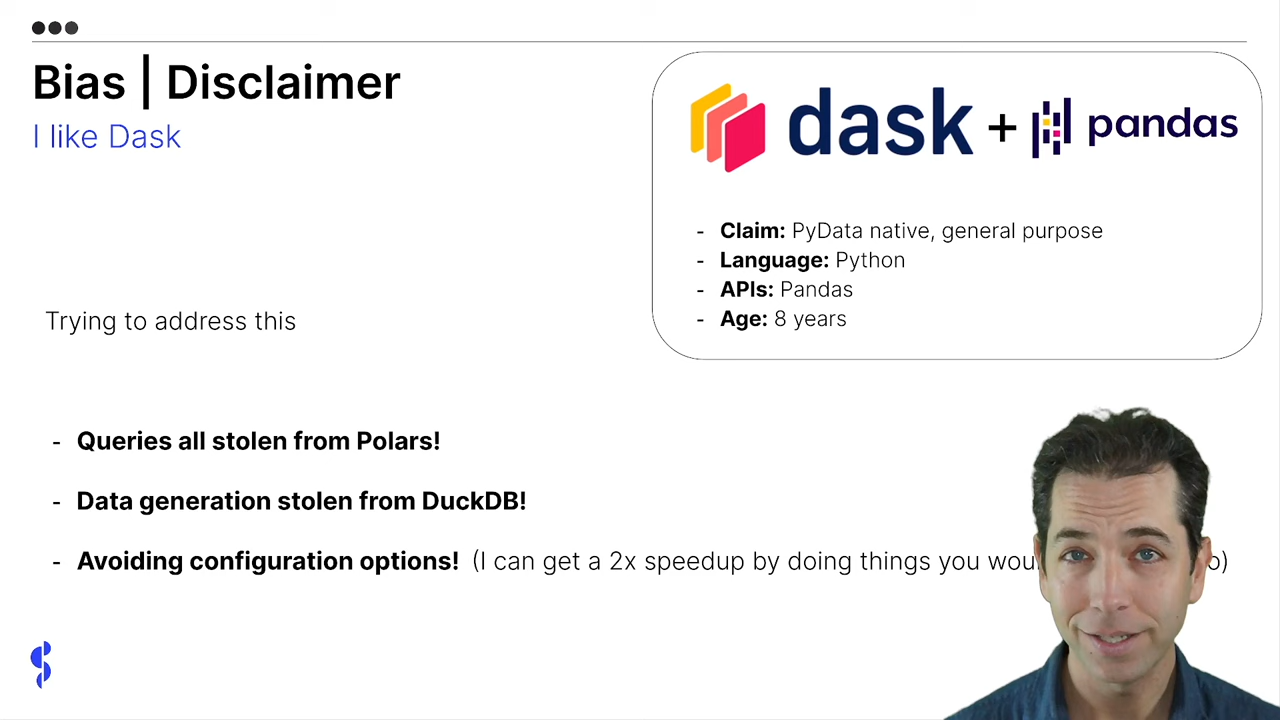 Bias | Disclaimer
I like Dask
dask + pandas
- Claim: PyData native, general purpose
- Language: Python
- APIs: Pandas
- Age: 8 years
Trying to address this
- Queries all stolen from Polars!
- Data generation stolen from DuckDB!
- Avoiding configuration options! (I can get a 2x speedup by doing things you